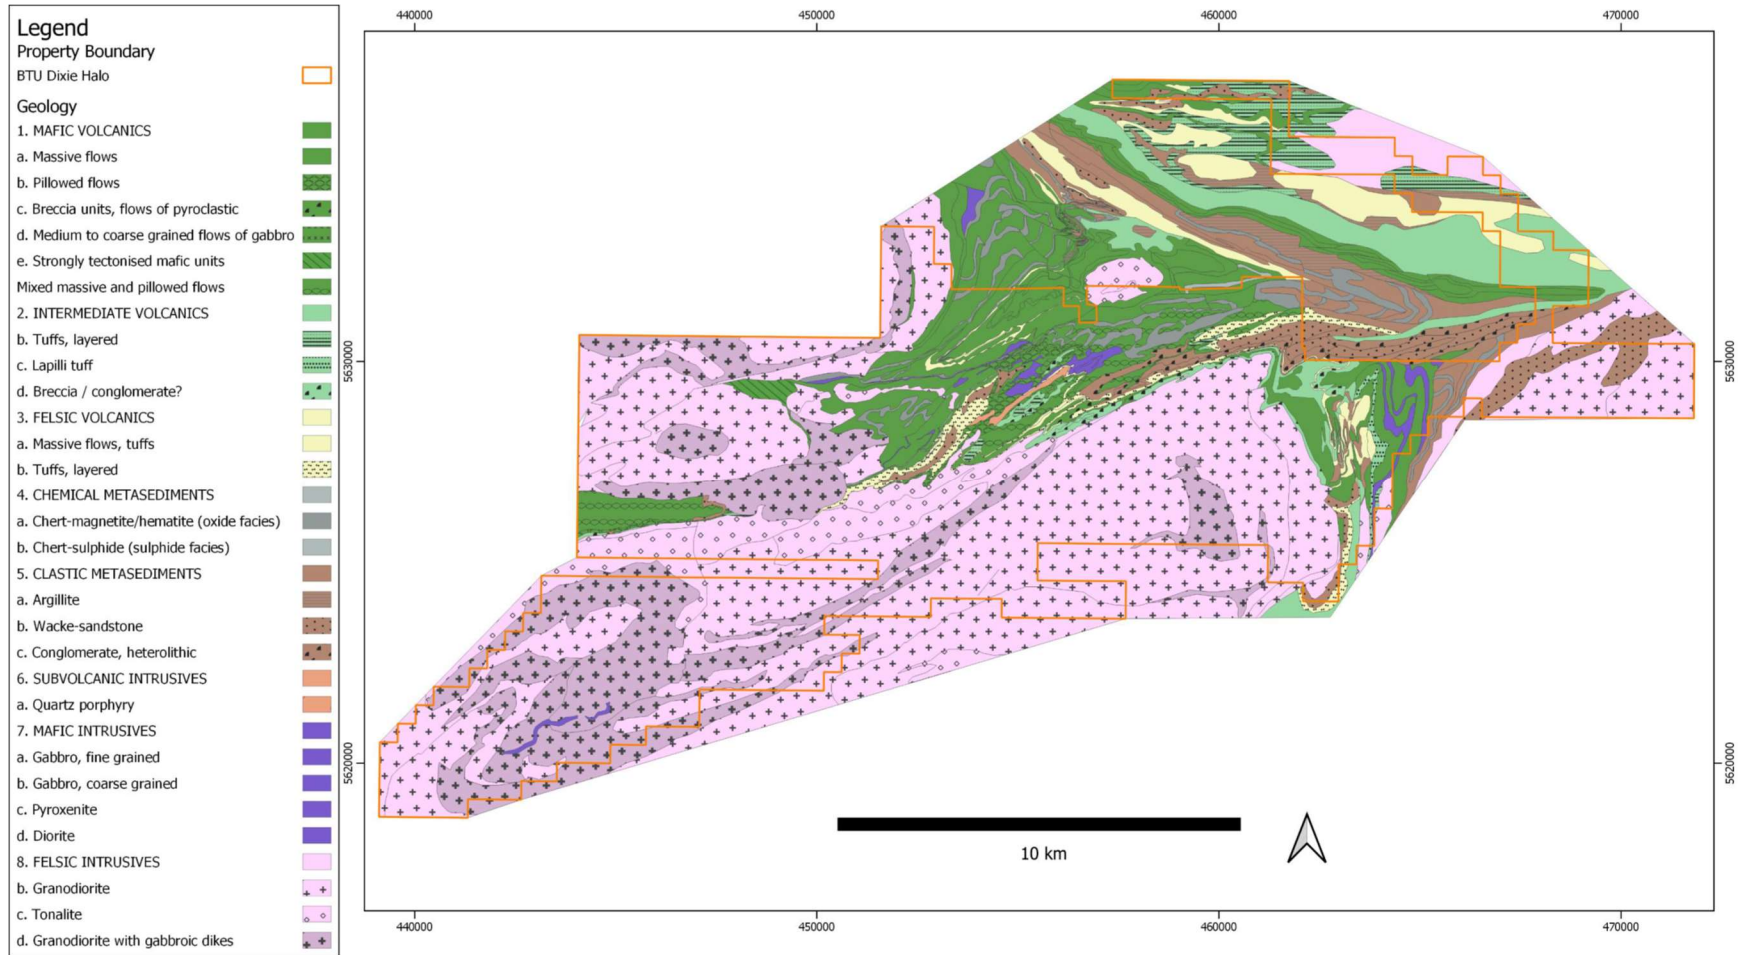 Legend
Property Boundary
BTU Dixie Halo
Geology
1. MAFIC VOLCANICS
a. Massive flows
b. Pillowed flows
c. Breccia units, flows of pyroclastic
d. Medium to coarse grained flows of gabbro
e. Strongly tectonised mafic units
Mixed massive and pillowed flows
2. INTERMEDIATE VOLCANICS
b. Tuffs, layered
c. Lapilli tuff
d. Breccia / conglomerate?
3. FELSIC VOLCANICS
a. Massive flows, tuffs
b. Tuffs, layered
4. CHEMICAL METASEDIMENTS
a. Chert-magnetite/hematite (oxide facies)
b. Chert-sulphide (sulphide facies)
5. CLASTIC METASEDIMENTS
a. Argillite
b. Wacke-sandstone
c. Conglomerate, heterolithic
6. SUBVOLCANIC INTRUSIVES
a. Quartz porphyry
7. MAFIC INTRUSIVES
a. Gabbro, fine grained
b. Gabbro, coarse grained
c. Pyroxenite
d. Diorite
8. FELSIC INTRUSIVES
b. Granodiorite
c. Tonalite
d. Granodiorite with gabbroic dikes
440000
450000
460000
470000
5630000
5630000
5620000
5620000
10 km
440000
450000
460000
470000